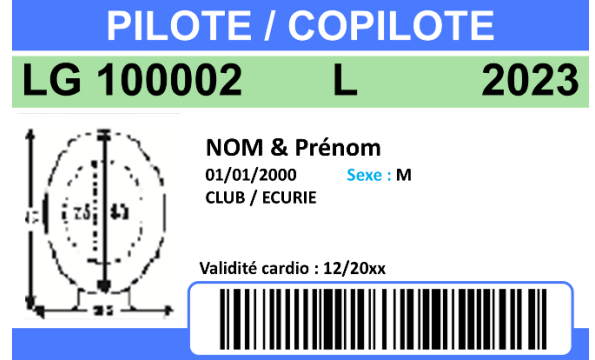 PILOTE / COPILOTE
LG 100002 L 2023
NOM & Prénom
01/01/2000 Sexe : M
CLUB / ECURIE
Validité cardio : 12/20xx